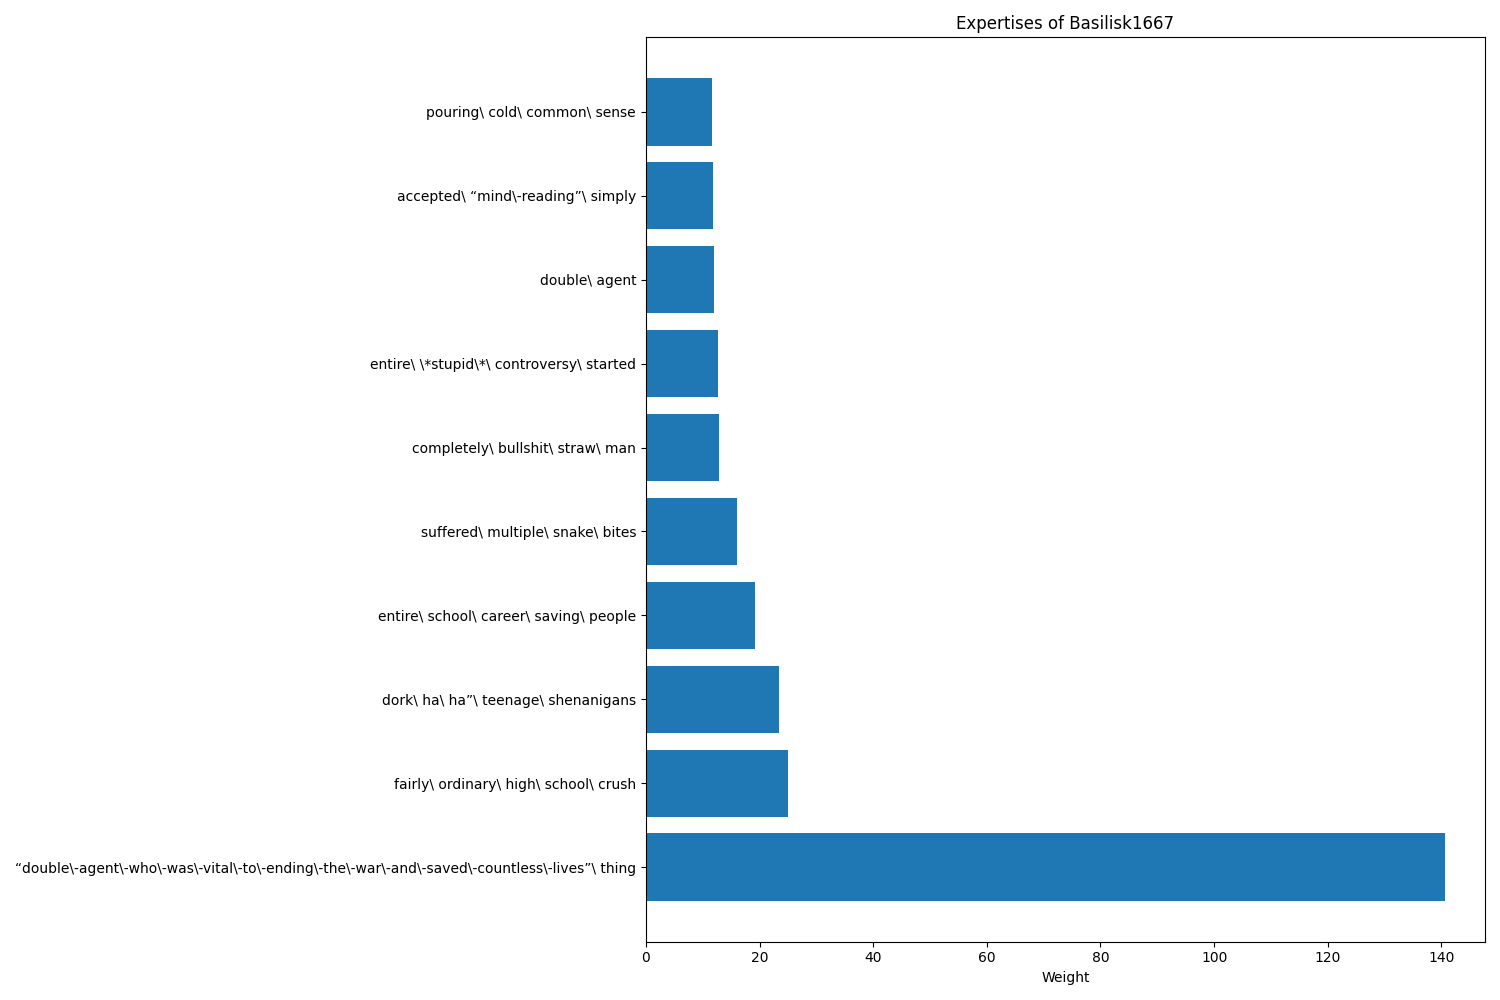 Expertises of Basilisk1667
pouring\ cold\ common\ sense
accepted\ “mind\-reading”\ simply
double\ agent
entire\ \*stupid\*\ controversy\ started
completely\ bullshit\ straw\ man
suffered\ multiple\ snake\ bites
entire\ school\ career\ saving\ people
dork\ ha\ ha”\ teenage\ shenanigans
fairly\ ordinary\ high\ school\ crush
“double\-agent\-who\-was\-vital\-to\-ending\-the\-war\-and\-saved\-countless\-lives”\ thing
0 20 40 60 80 100 120 140
Weight